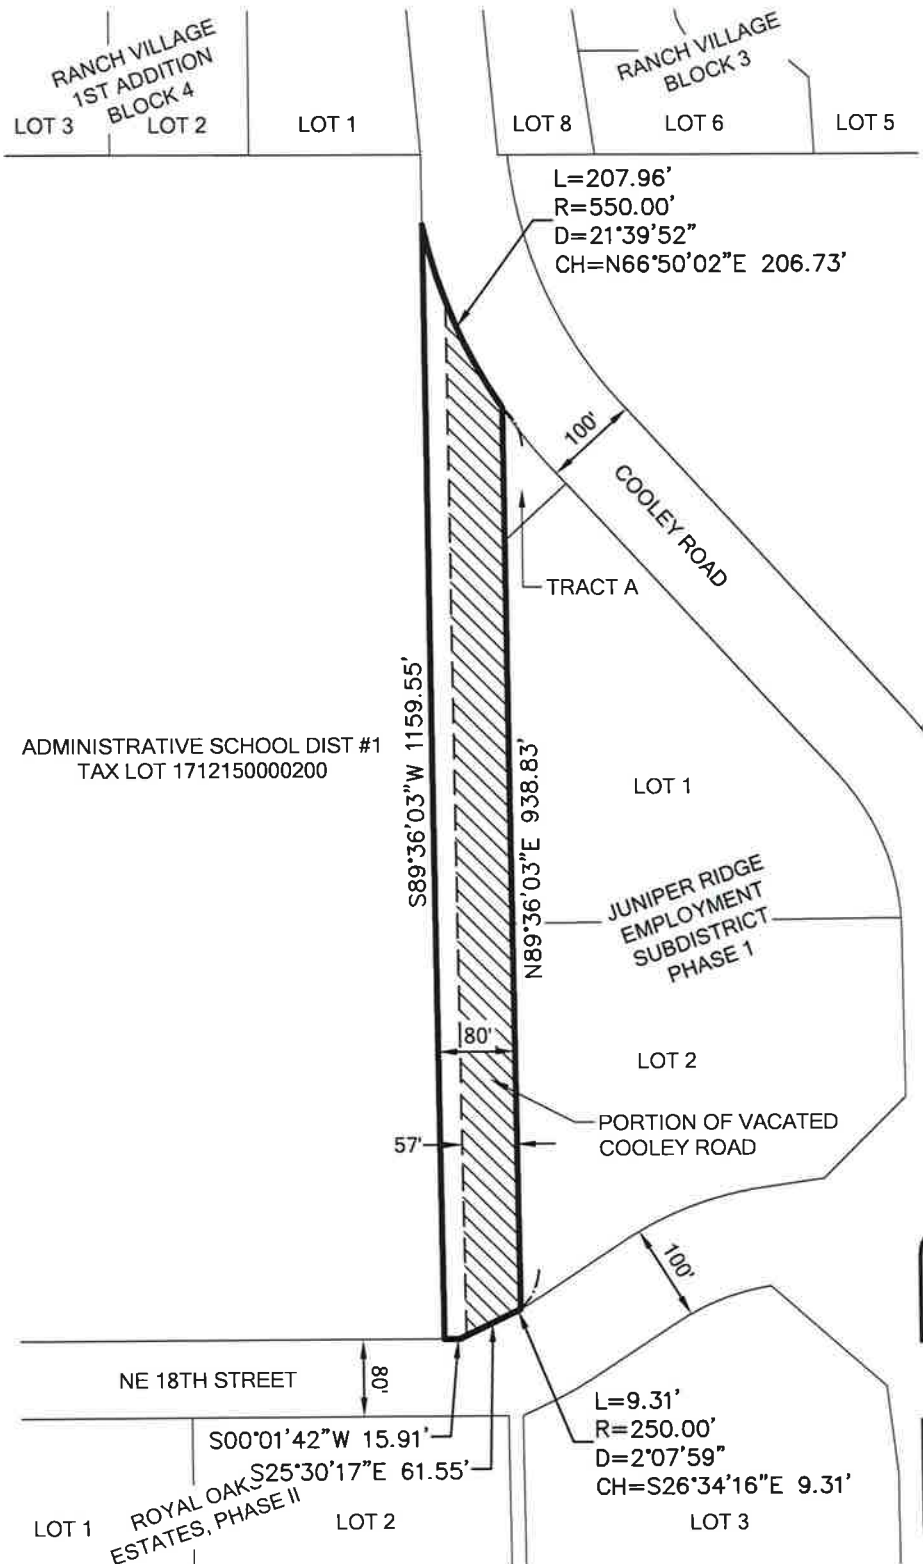 RANCH VILLAGE
1ST ADDITION
BLOCK 4
RANCH VILLAGE
BLOCK 3
LOT 3
LOT 2
LOT 1
LOT 8
LOT 6
LOT 5
L=207.96'
R=550.00'
D=21°39'52"
CH=N66°50'02"E 206.73'
100'
COOLEY ROAD
TRACT A
S89°36'03"W 1159.55'
N89°36'03"E 938.83'
ADMINISTRATIVE SCHOOL DIST #1
TAX LOT 1712150000200
LOT 1
JUNIPER RIDGE
EMPLOYMENT
SUBDISTRICT
PHASE 1
80'
LOT 2
PORTION OF VACATED
COOLEY ROAD
57'
100'
NE 18TH STREET
80'
S00°01'42"W 15.91'
S25°30'17"E 61.55'
L=9.31'
R=250.00'
D=2°07'59"
CH=S26°34'16"E 9.31'
ROYAL OAKS
ESTATES, PHASE II
LOT 1
LOT 2
LOT 3